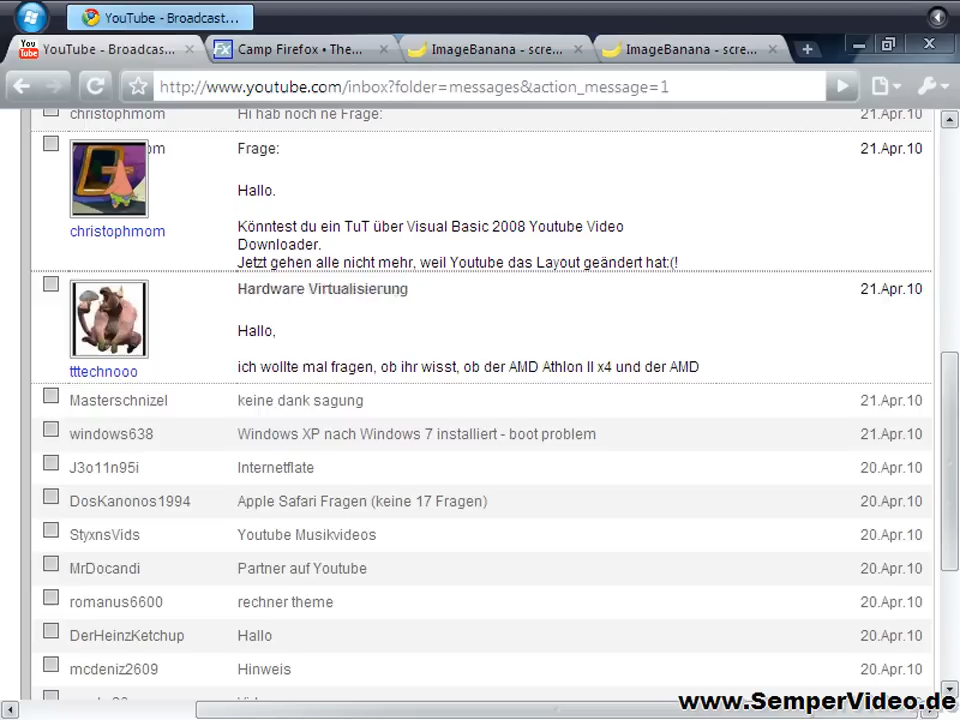 YouTube - Broadcast...
YouTube - Broadcas...
Camp Firefox • The...
ImageBanana - scre...
ImageBanana - scre...
http://www.youtube.com/inbox?folder=messages&action_message=1
christophmom Hi hab noch ne Frage: 21.Apr.10
Frage: 21.Apr.10
Hallo.
christophmom
Könntest du ein TuT über Visual Basic 2008 Youtube Video
Downloader.
Jetzt gehen alle nicht mehr, weil Youtube das Layout geändert hat:(!
Hardware Virtualisierung 21.Apr.10
Hallo,
ich wollte mal fragen, ob ihr wisst, ob der AMD Athlon II x4 und der AMD
tttechnooo
Masterschnizel keine dank sagung 21.Apr.10
windows638 Windows XP nach Windows 7 installiert - boot problem 21.Apr.10
J3o11n95i Internetflate 20.Apr.10
DosKanonos1994 Apple Safari Fragen (keine 17 Fragen) 20.Apr.10
StyxnsVids Youtube Musikvideos 20.Apr.10
MrDocandi Partner auf Youtube 20.Apr.10
romanus6600 rechner theme 20.Apr.10
DerHeinzKetchup Hallo 20.Apr.10
mcdeniz2609 Hinweis 20.Apr.10
www.SemperVideo.de